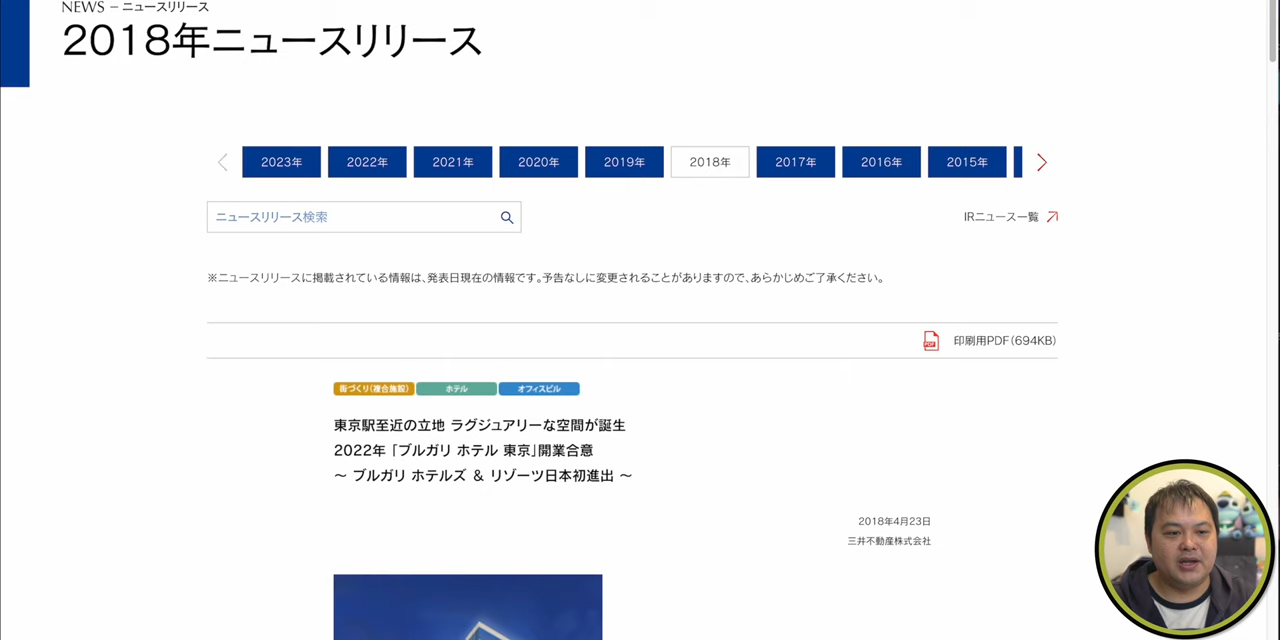 NEWS − ニュースリリース
2018年ニュースリリース
2023年 2022年 2021年 2020年 2019年 2018年 2017年 2016年 2015年
ニュースリリース検索
IRニュース一覧
※ニュースリリースに掲載されている情報は、発表日現在の情報です。予告なしに変更されることがありますので、あらかじめご了承ください。
PDF 印刷用PDF(694KB)
街づくり(複合施設) ホテル オフィスビル
東京駅至近の立地 ラグジュアリーな空間が誕生
2022年 「ブルガリ ホテル 東京」開業合意
～ ブルガリ ホテルズ ＆ リゾーツ日本初進出 ～
2018年4月23日
三井不動産株式会社